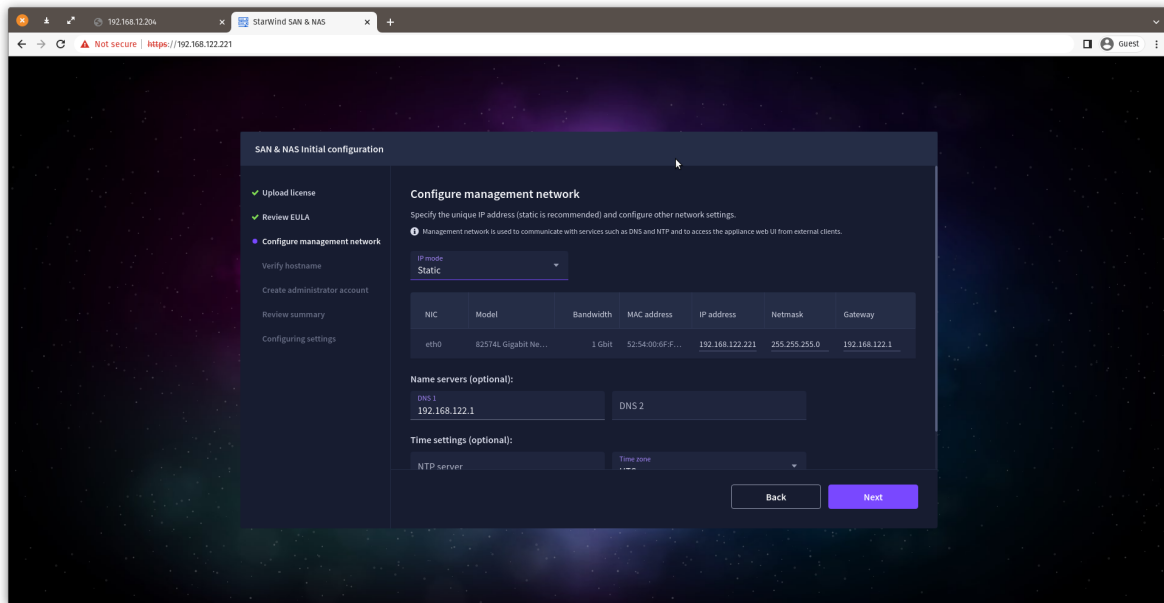 192.168.12.204
StarWind SAN & NAS
Not secure https://192.168.122.221
Guest
SAN & NAS Initial configuration
Upload license
Review EULA
Configure management network
Verify hostname
Create administrator account
Review summary
Configuring settings
Configure management network
Specify the unique IP address (static is recommended) and configure other network settings.
Management network is used to communicate with services such as DNS and NTP and to access the appliance web UI from external clients.
IP mode
Static
NIC Model Bandwidth MAC address IP address Netmask Gateway
eth0 82574L Gigabit Ne... 1 Gbit 52:54:00:6F:F... 192.168.122.221 255.255.255.0 192.168.122.1
Name servers (optional):
DNS 1
192.168.122.1
DNS 2
Time settings (optional):
NTP server
Time zone
UTC
Back Next